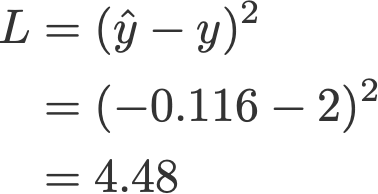 L = (ŷ − y)²
= (−0.116 − 2)²
= 4.48